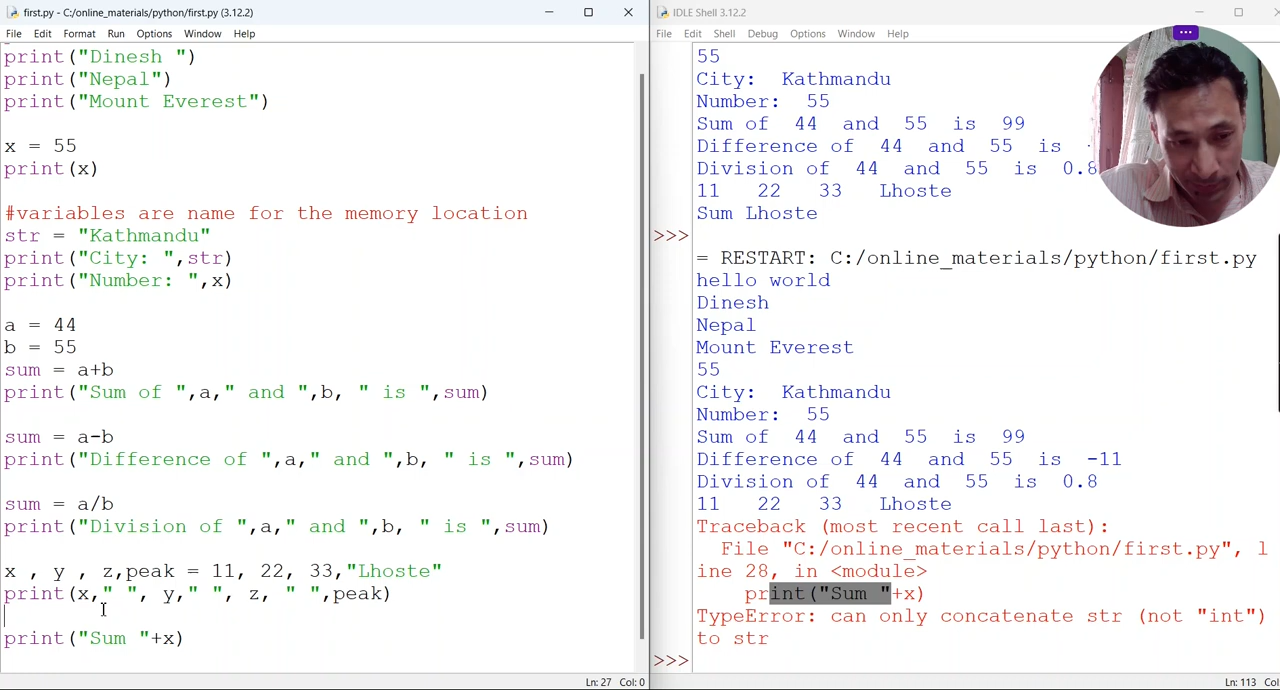 first.py - C:/online_materials/python/first.py (3.12.2)
File Edit Format Run Options Window Help
print("Dinesh ")
print("Nepal")
print("Mount Everest")
x = 55
print(x)
#variables are name for the memory location
str = "Kathmandu"
print("City: ",str)
print("Number: ",x)
a = 44
b = 55
sum = a+b
print("Sum of ",a," and ",b, " is ",sum)
sum = a-b
print("Difference of ",a," and ",b, " is ",sum)
sum = a/b
print("Division of ",a," and ",b, " is ",sum)
x , y , z,peak = 11, 22, 33,"Lhoste"
print(x," ", y," ", z, " ",peak)
print("Sum "+x)
Ln: 27 Col: 0
IDLE Shell 3.12.2
File Edit Shell Debug Options Window Help
55
City:  Kathmandu
Number:  55
Sum of  44  and  55  is  99
Difference of  44  and  55  is
Division of  44  and  55  is  0.8
11   22   33   Lhoste
Sum Lhoste
>>>
= RESTART: C:/online_materials/python/first.py
hello world
Dinesh
Nepal
Mount Everest
55
City:  Kathmandu
Number:  55
Sum of  44  and  55  is  99
Difference of  44  and  55  is  -11
Division of  44  and  55  is  0.8
11   22   33   Lhoste
Traceback (most recent call last):
File "C:/online_materials/python/first.py", l
ine 28, in <module>
print("Sum "+x)
TypeError: can only concatenate str (not "int")
to str
>>>
Ln: 113 Col